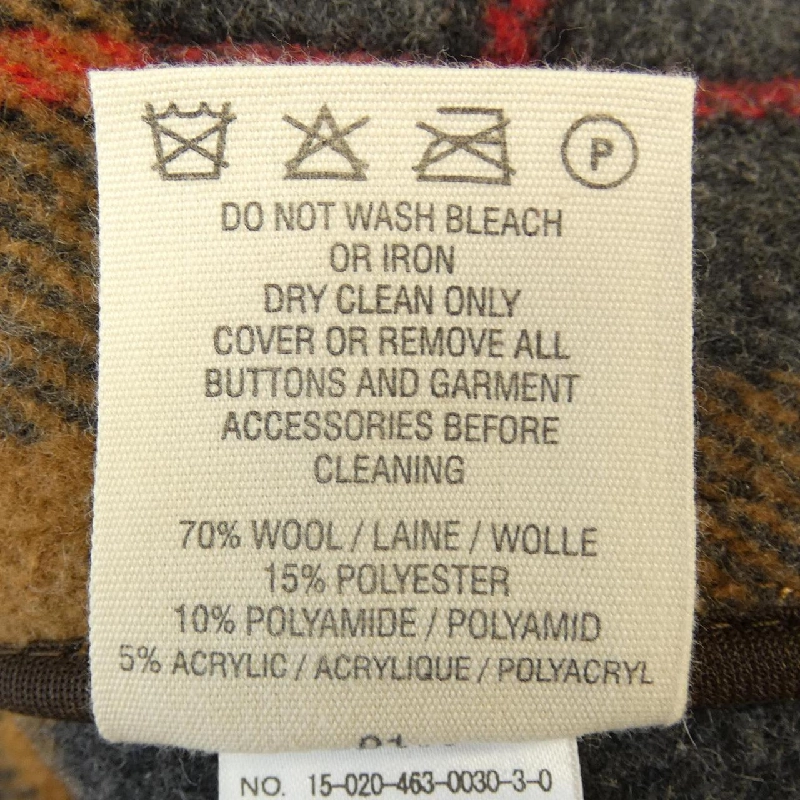 P
DO NOT WASH BLEACH
OR IRON
DRY CLEAN ONLY
COVER OR REMOVE ALL
BUTTONS AND GARMENT
ACCESSORIES BEFORE
CLEANING
70% WOOL / LAINE / WOLLE
15% POLYESTER
10% POLYAMIDE / POLYAMID
5% ACRYLIC / ACRYLIQUE / POLYACRYL
NO. 15-020-463-0030-3-0